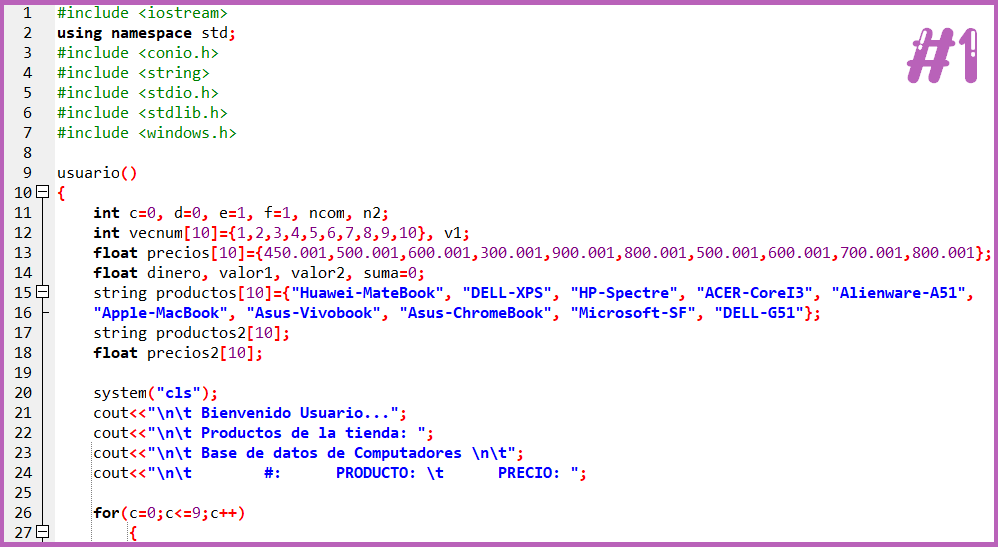 #1
1 #include <iostream>
2 using namespace std;
3 #include <conio.h>
4 #include <string>
5 #include <stdio.h>
6 #include <stdlib.h>
7 #include <windows.h>
8
9 usuario()
10 {
11 int c=0, d=0, e=1, f=1, ncom, n2;
12 int vecnum[10]={1,2,3,4,5,6,7,8,9,10}, v1;
13 float precios[10]={450.001,500.001,600.001,300.001,900.001,800.001,500.001,600.001,700.001,800.001};
14 float dinero, valor1, valor2, suma=0;
15 string productos[10]={"Huawei-MateBook", "DELL-XPS", "HP-Spectre", "ACER-CoreI3", "Alienware-A51",
16 "Apple-MacBook", "Asus-Vivobook", "Asus-ChromeBook", "Microsoft-SF", "DELL-G51"};
17 string productos2[10];
18 float precios2[10];
19
20 system("cls");
21 cout<<"\n\t Bienvenido Usuario...";
22 cout<<"\n\t Productos de la tienda: ";
23 cout<<"\n\t Base de datos de Computadores \n\t";
24 cout<<"\n\t        #:      PRODUCTO: \t      PRECIO: ";
25
26 for(c=0;c<=9;c++)
27 {